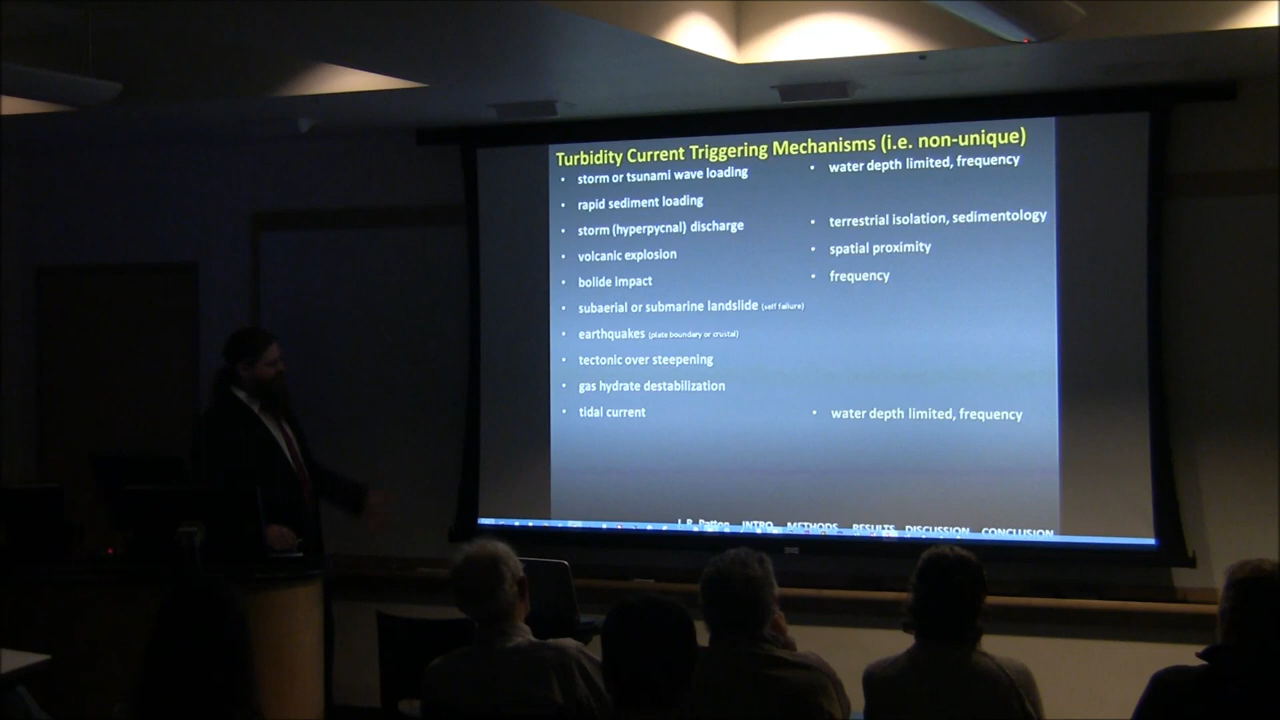 Turbidity Current Triggering Mechanisms (i.e. non-unique)
• storm or tsunami wave loading
• water depth limited, frequency
• rapid sediment loading
• storm (hyperpycnal) discharge
• terrestrial isolation, sedimentology
• volcanic explosion
• spatial proximity
• bolide impact
• frequency
• subaerial or submarine landslide (self failure)
• earthquakes (plate boundary or crustal)
• tectonic over steepening
• gas hydrate destabilization
• tidal current
• water depth limited, frequency
J. R. Patton INTRO METHODS RESULTS DISCUSSION CONCLUSION